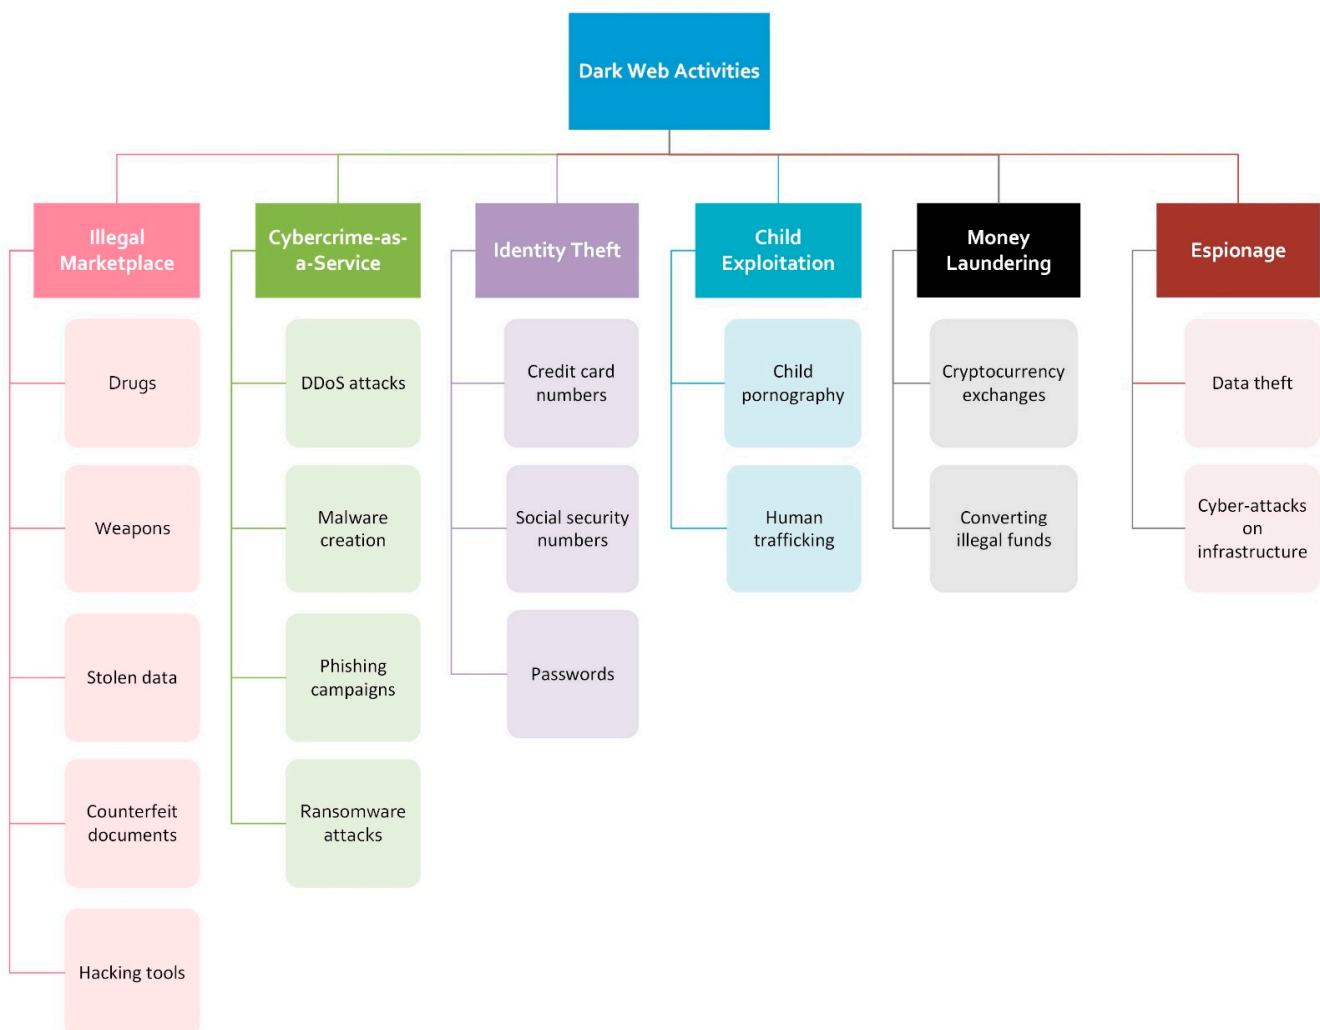 Dark Web Activities
Illegal
Marketplace
Cybercrime-as-
a-Service
Identity Theft
Child
Exploitation
Money
Laundering
Espionage
Drugs
Weapons
Stolen data
Counterfeit
documents
Hacking tools
DDoS attacks
Malware
creation
Phishing
campaigns
Ransomware
attacks
Credit card
numbers
Social security
numbers
Passwords
Child
pornography
Human
trafficking
Cryptocurrency
exchanges
Converting
illegal funds
Data theft
Cyber-attacks
on
infrastructure